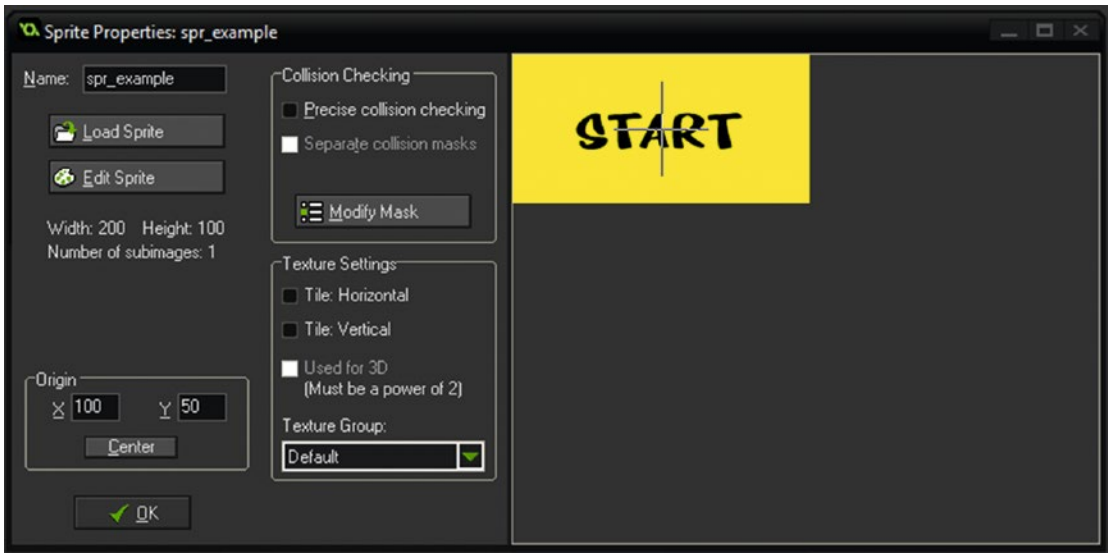 Sprite Properties: spr_example
Name: spr_example
Load Sprite
Edit Sprite
Width: 200 Height: 100
Number of subimages: 1
Origin
X 100 Y 50
Center
OK
Collision Checking
Precise collision checking
Separate collision masks
Modify Mask
Texture Settings
Tile: Horizontal
Tile: Vertical
Used for 3D
(Must be a power of 2)
Texture Group:
Default
START